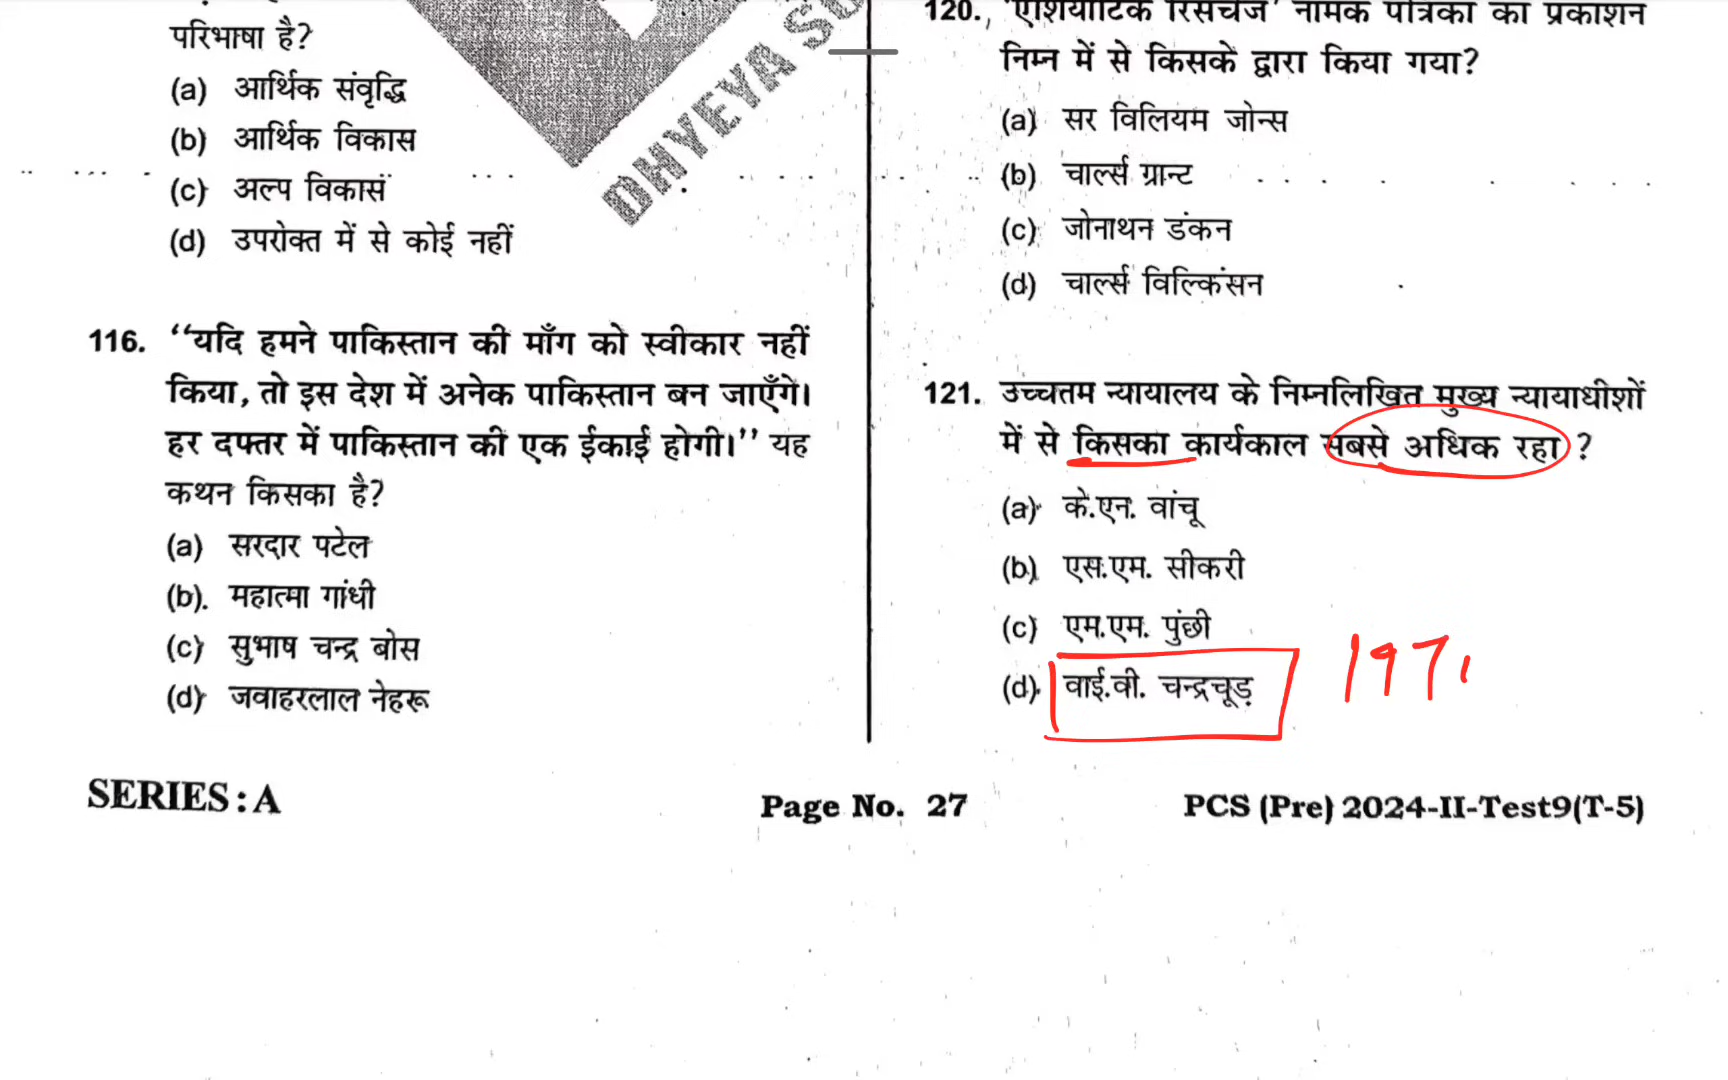 परिभाषा है?
(a) आर्थिक संवृद्धि
(b) आर्थिक विकास
(c) अल्प विकास
(d) उपरोक्त में से कोई नहीं
116. “यदि हमने पाकिस्तान की माँग को स्वीकार नहीं
किया, तो इस देश में अनेक पाकिस्तान बन जाएँगे।
हर दफ्तर में पाकिस्तान की एक ईकाई होगी।” यह
कथन किसका है?
(a) सरदार पटेल
(b). महात्मा गांधी
(c) सुभाष चन्द्र बोस
(d) जवाहरलाल नेहरू
DHYEYA
120. 'एशियाटिक रिसर्चेज' नामक पत्रिका का प्रकाशन
निम्न में से किसके द्वारा किया गया?
(a) सर विलियम जोन्स
(b) चार्ल्स ग्रान्ट
(c) जोनाथन डंकन
(d) चार्ल्स विल्किंसन
121. उच्चतम न्यायालय के निम्नलिखित मुख्य न्यायाधीशों
में से किसका कार्यकाल सबसे अधिक रहा ?
(a) के.एन. वांचू
(b) एस.एम. सीकरी
(c) एम.एम. पुंछी
(d). वाई.वी. चन्द्रचूड़
197
SERIES : A
Page No. 27
PCS (Pre) 2024-II-Test9(T-5)